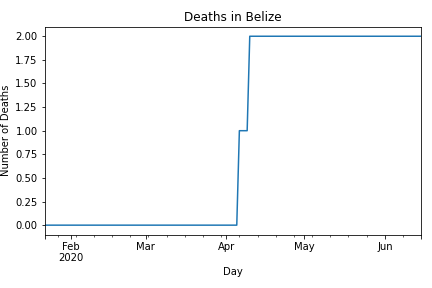 Deaths in Belize
Number of Deaths
2.00
1.75
1.50
1.25
1.00
0.75
0.50
0.25
0.00
Feb
2020
Mar
Apr
May
Jun
Day